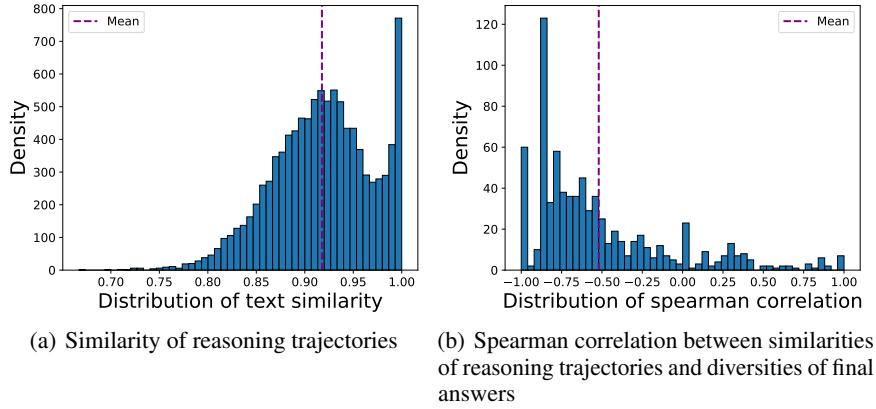 Mean
800
700
600
500
400
300
200
100
0
Density
0.70 0.75 0.80 0.85 0.90 0.95 1.00
Distribution of text similarity
(a) Similarity of reasoning trajectories
Mean
120
100
80
60
40
20
0
Density
−1.00 −0.75 −0.50 −0.25 0.00 0.25 0.50 0.75 1.00
Distribution of spearman correlation
(b) Spearman correlation between similarities
of reasoning trajectories and diversities of final
answers